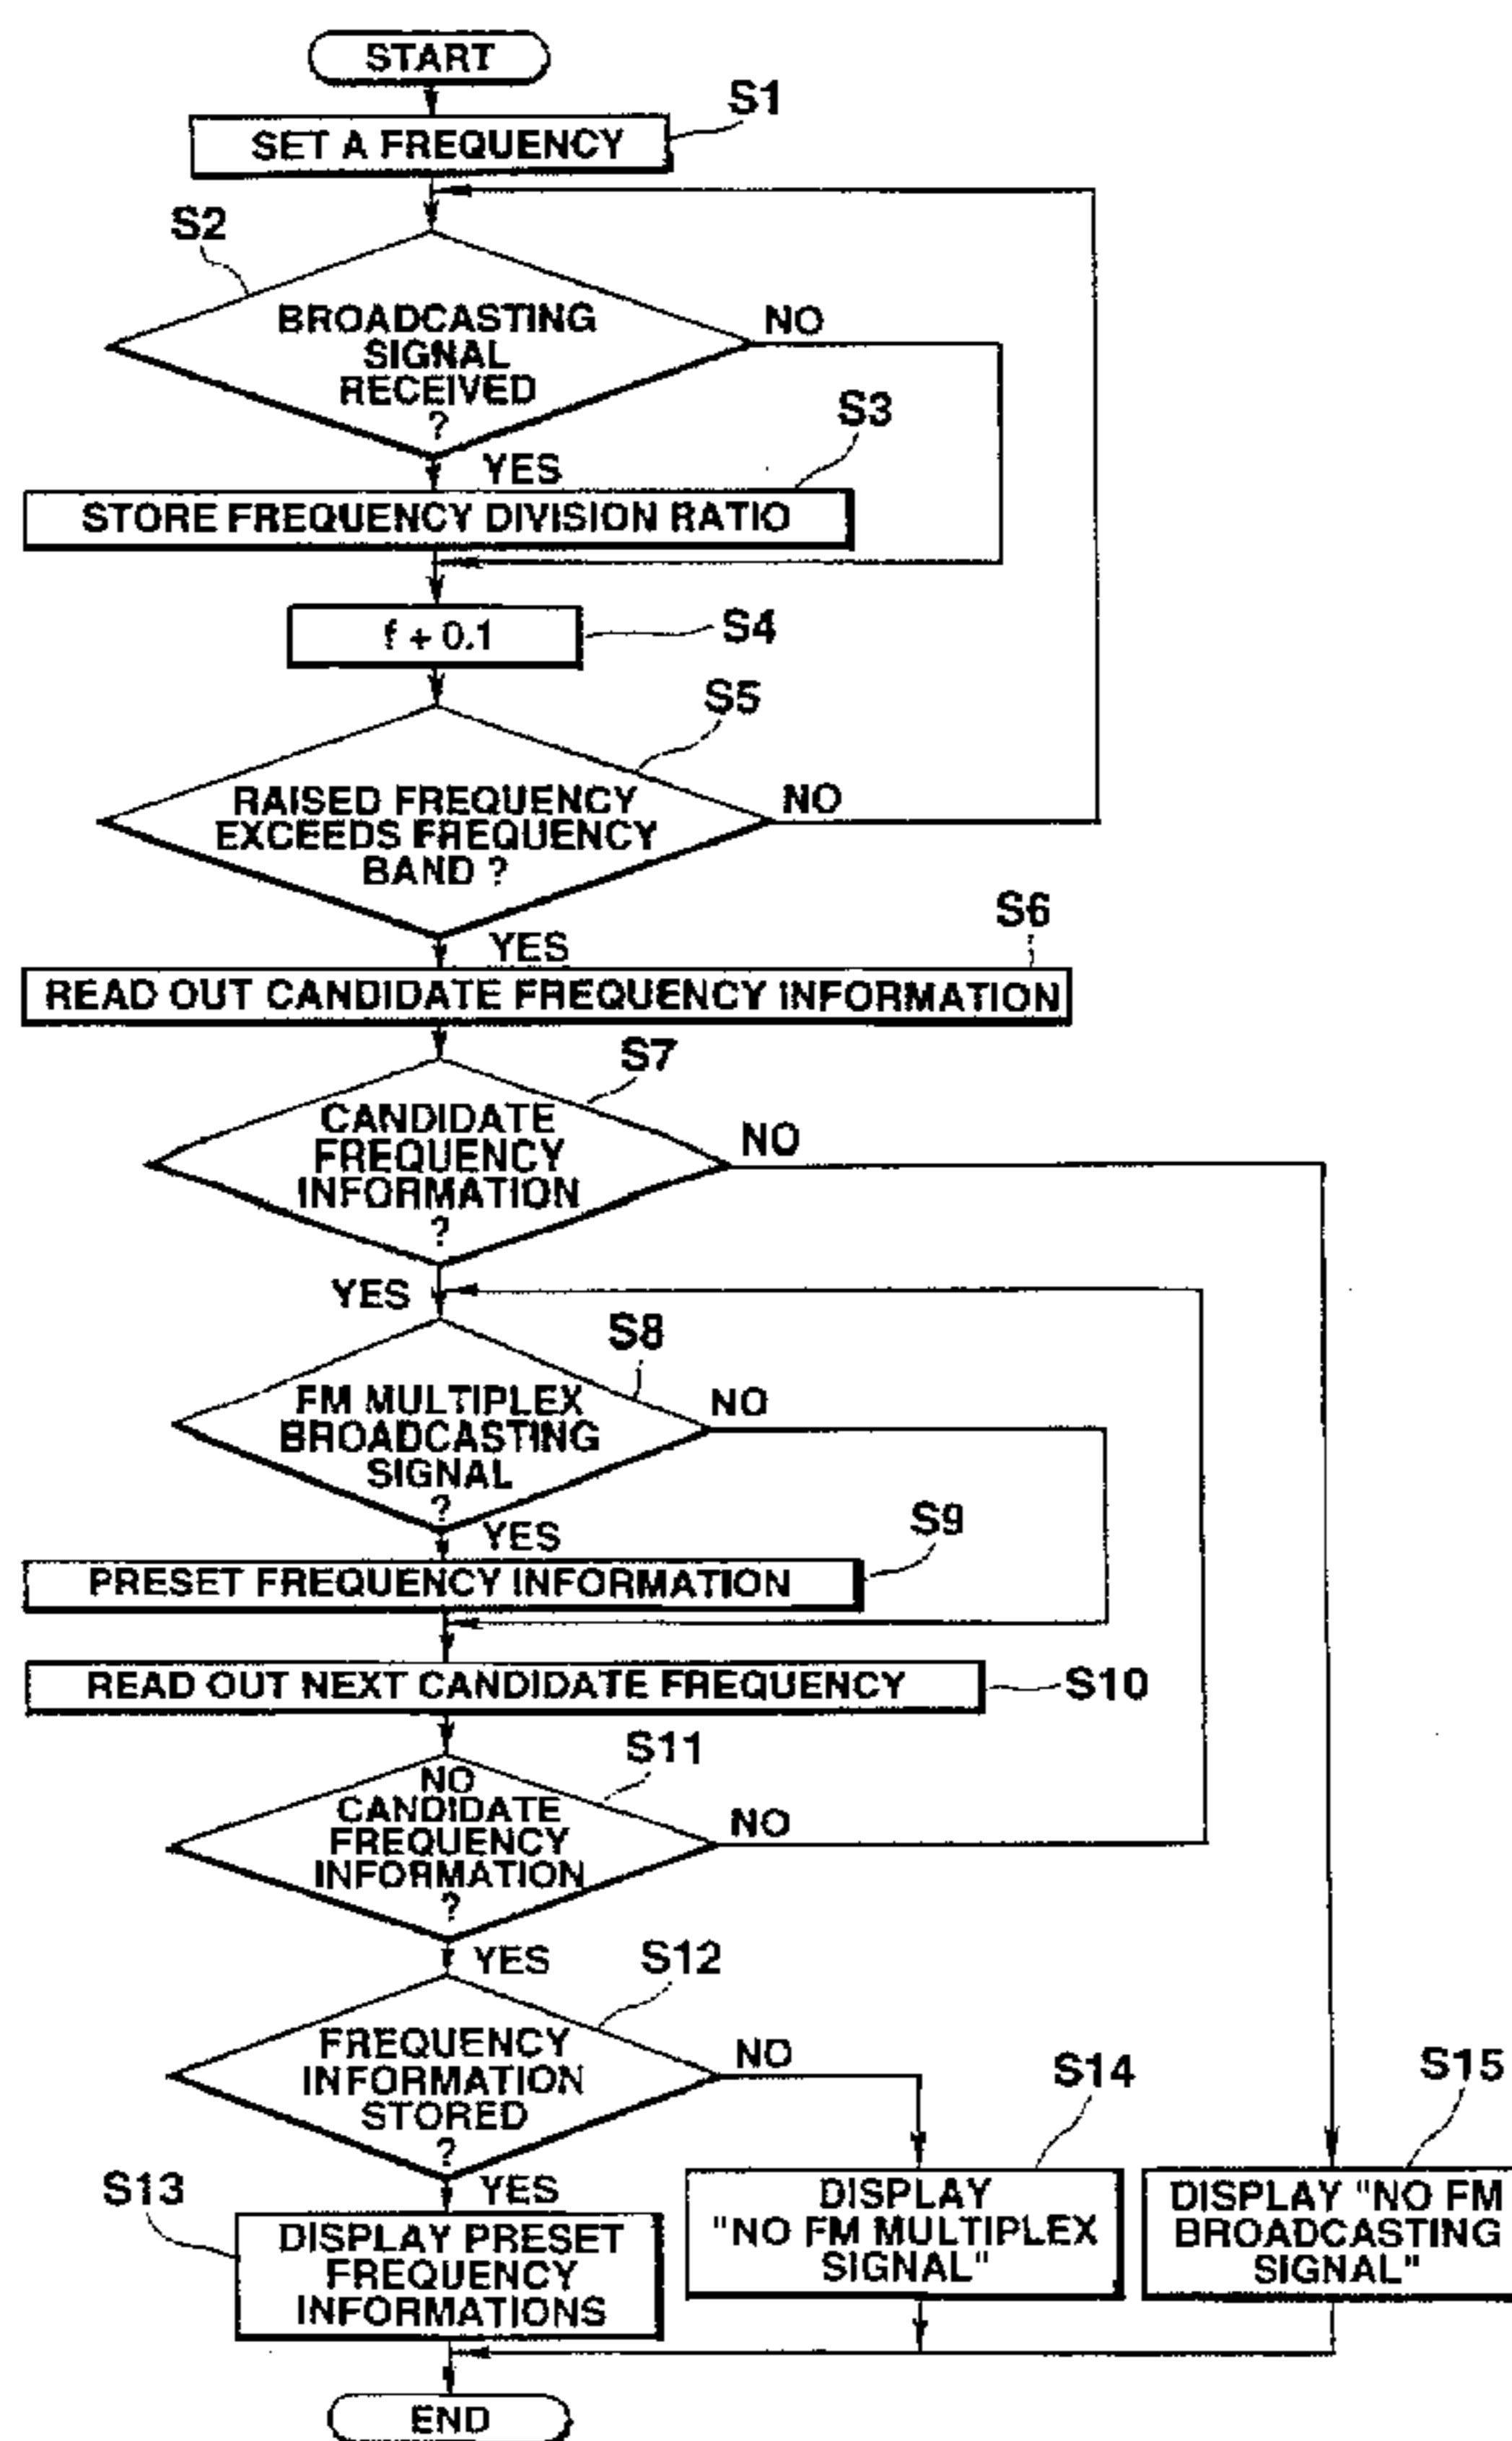 START
S1
SET A FREQUENCY
S2
BROADCASTING
SIGNAL
RECEIVED
?
NO
YES
S3
STORE FREQUENCY DIVISION RATIO
f + 0.1
S4
S5
RAISED FREQUENCY
EXCEEDS FREQUENCY
BAND ?
NO
YES
S6
READ OUT CANDIDATE FREQUENCY INFORMATION
S7
CANDIDATE
FREQUENCY
INFORMATION
?
NO
YES
S8
FM MULTIPLEX
BROADCASTING
SIGNAL
?
NO
YES
S9
PRESET FREQUENCY INFORMATION
READ OUT NEXT CANDIDATE FREQUENCY
S10
S11
NO
CANDIDATE
FREQUENCY
INFORMATION
?
NO
YES
S12
FREQUENCY
INFORMATION
STORED
?
NO
YES
S13
DISPLAY PRESET
FREQUENCY
INFORMATIONS
S14
DISPLAY
"NO FM MULTIPLEX
SIGNAL"
S15
DISPLAY "NO FM
BROADCASTING
SIGNAL"
END